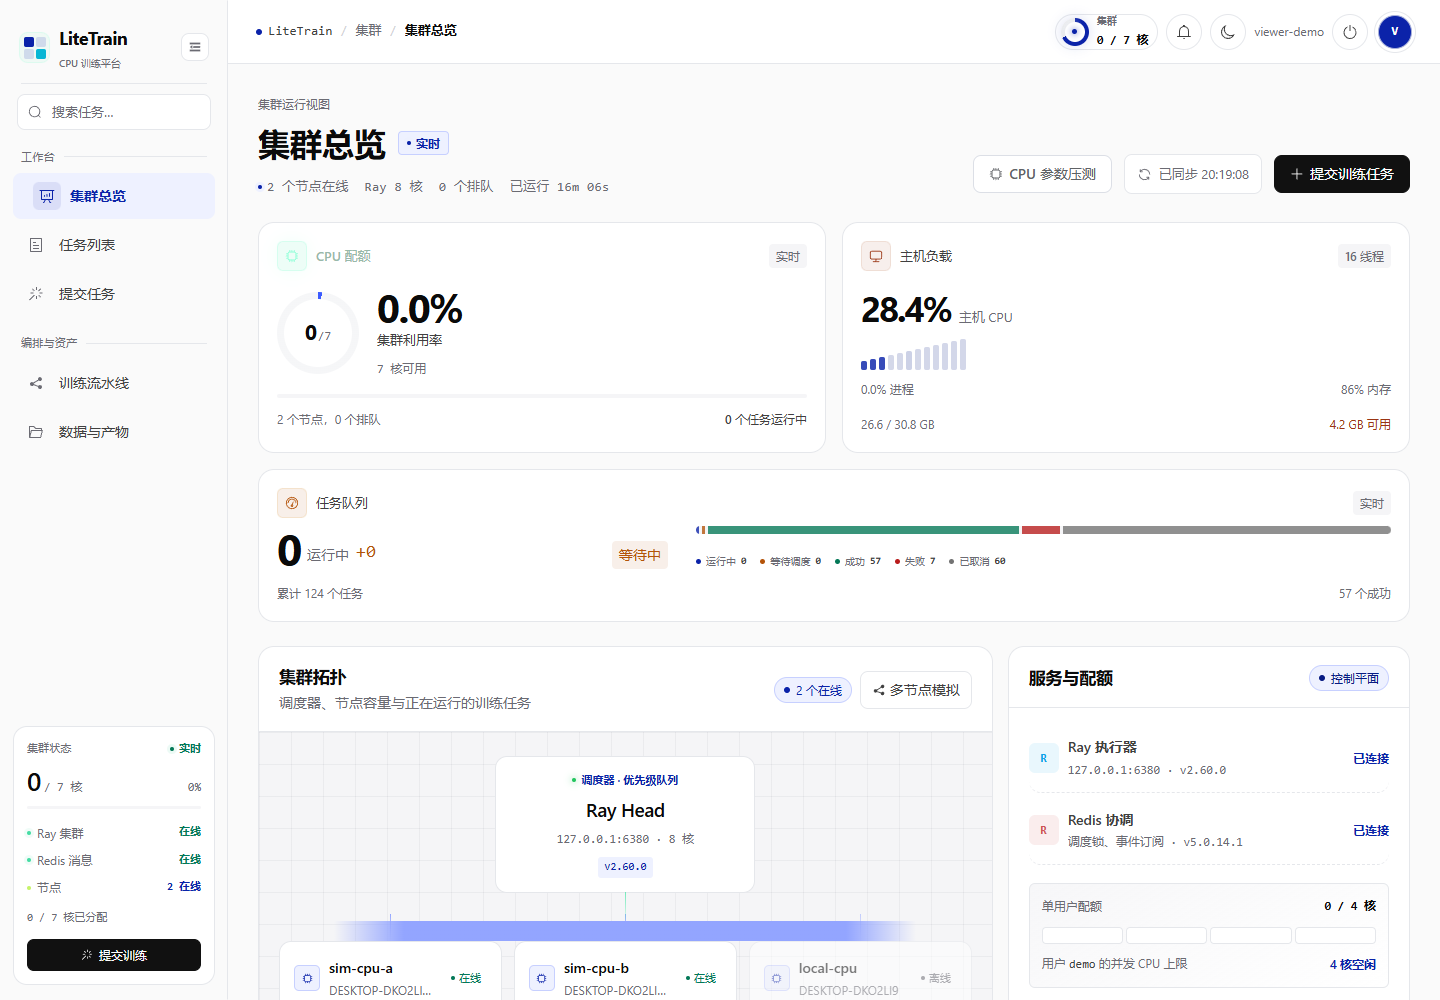 LiteTrain
CPU 训练平台
搜索任务...
工作台
集群总览
任务列表
提交任务
编排与资产
训练流水线
数据与产物
集群状态
实时
0 / 7 核
0%
Ray 集群
在线
Redis 消息
在线
节点
2 在线
0 / 7 核已分配
提交训练
LiteTrain / 集群 / 集群总览
集群
0 / 7 核
viewer-demo
V
集群运行视图
集群总览
实时
2 个节点在线 Ray 8 核 0 个排队 已运行 16m 06s
CPU 参数压测
已同步 20:19:08
提交训练任务
CPU 配额
实时
0/7
0.0%
集群利用率
7 核可用
2 个节点，0 个排队
0 个任务运行中
主机负载
16 线程
28.4% 主机 CPU
0.0% 进程
86% 内存
26.6 / 30.8 GB
4.2 GB 可用
任务队列
实时
0 运行中 +0
等待中
运行中 0 等待调度 0 成功 57 失败 7 已取消 60
累计 124 个任务
57 个成功
集群拓扑
调度器、节点容量与正在运行的训练任务
2 个在线
多节点模拟
调度器 · 优先级队列
Ray Head
127.0.0.1:6380 · 8 核
v2.60.0
sim-cpu-a
DESKTOP-DKO2LI...
在线
sim-cpu-b
DESKTOP-DKO2LI...
在线
local-cpu
DESKTOP-DKO2LI9
离线
服务与配额
控制平面
R
Ray 执行器
127.0.0.1:6380 · v2.60.0
已连接
R
Redis 协调
调度锁、事件订阅 · v5.0.14.1
已连接
单用户配额
0 / 4 核
用户 demo 的并发 CPU 上限
4 核空闲